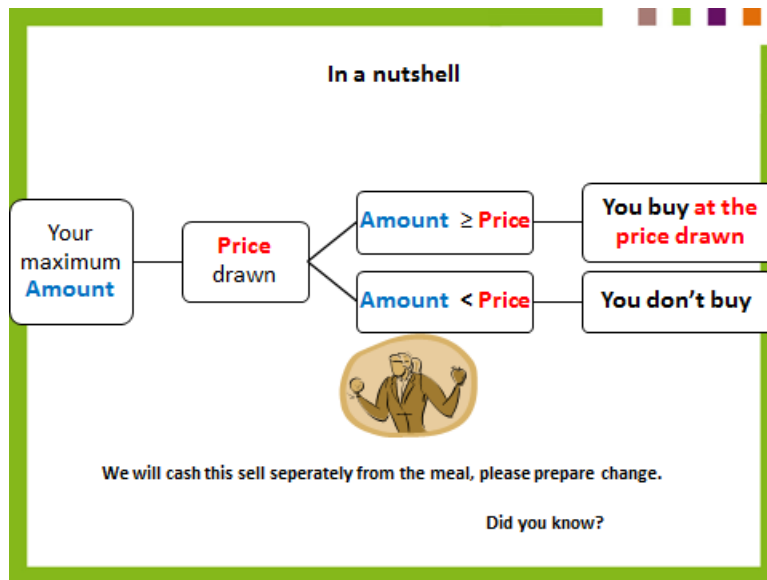 In a nutshell
Your
maximum
Amount
Price
drawn
Amount ≥ Price
You buy at the
price drawn
Amount < Price
You don't buy
We will cash this sell seperately from the meal, please prepare change.
Did you know?